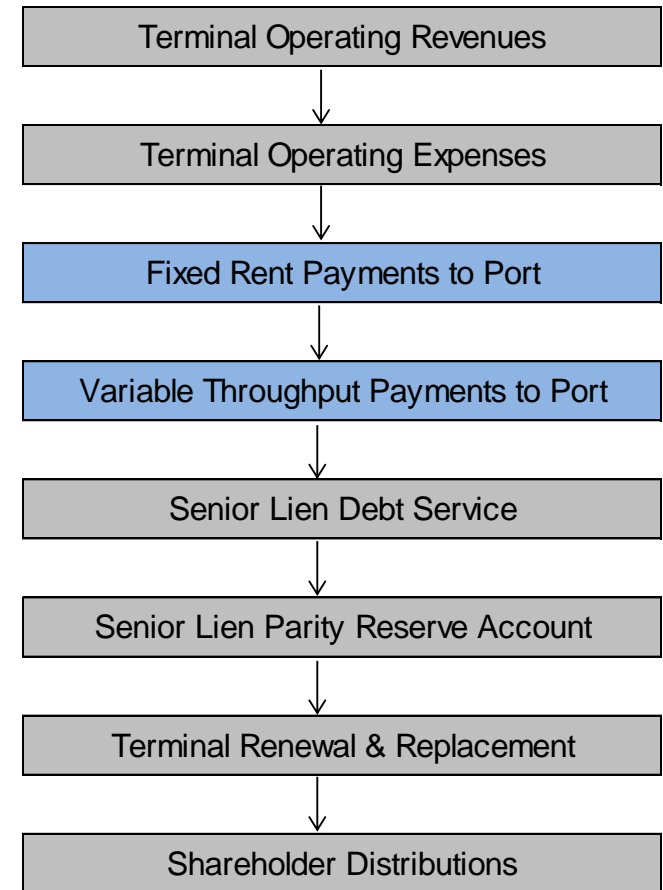 Terminal Operating Revenues
Terminal Operating Expenses
Fixed Rent Payments to Port
Variable Throughput Payments to Port
Senior Lien Debt Service
Senior Lien Parity Reserve Account
Terminal Renewal & Replacement
Shareholder Distributions